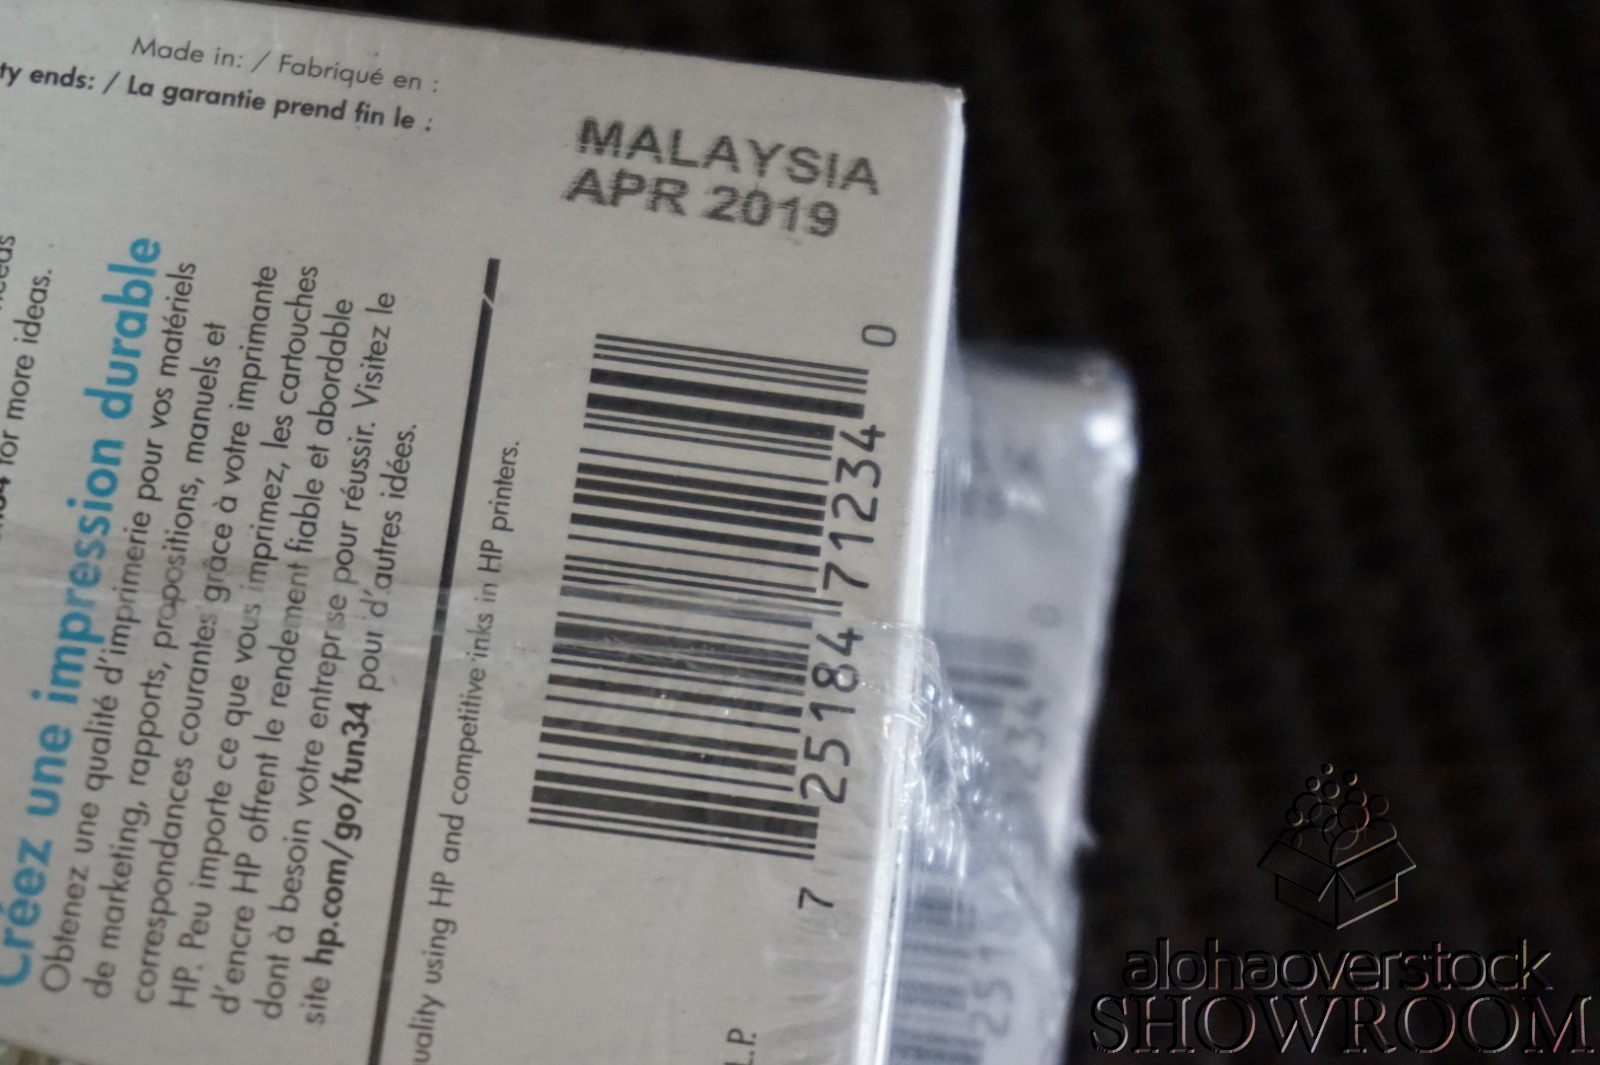 Made in: / Fabriqué en :
ty ends: / La garantie prend fin le :
MALAYSIA
APR 2019
for more ideas.
Créez une impression durable
Obtenez une qualité d'imprimerie pour vos matériels
de marketing, rapports, propositions, manuels et
correspondances courantes grâce à votre imprimante
HP. Peu importe ce que vous imprimez, les cartouches
d'encre HP offrent le rendement fiable et abordable
dont à besoin votre entreprise pour réussir. Visitez le
site hp.com/go/fun34 pour d'autres idées.
uality using HP and competitive inks in HP printers.
L.P.
7 25184 71234 0
alohaoverstock
SHOWROOM